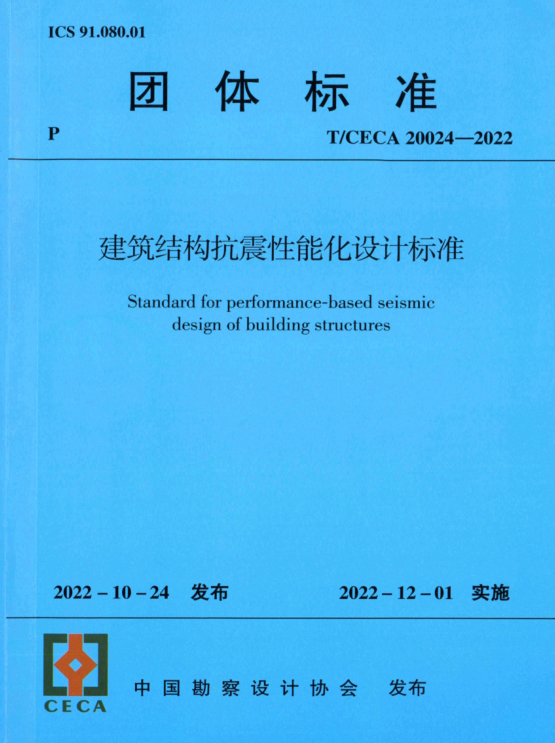 ICS 91.080.01
团体标准
P
T/CECA 20024—2022
建筑结构抗震性能化设计标准
Standard for performance-based seismic
design of building structures
2022－10－24 发布
2022－12－01 实施
中国勘察设计协会 发布
CECA